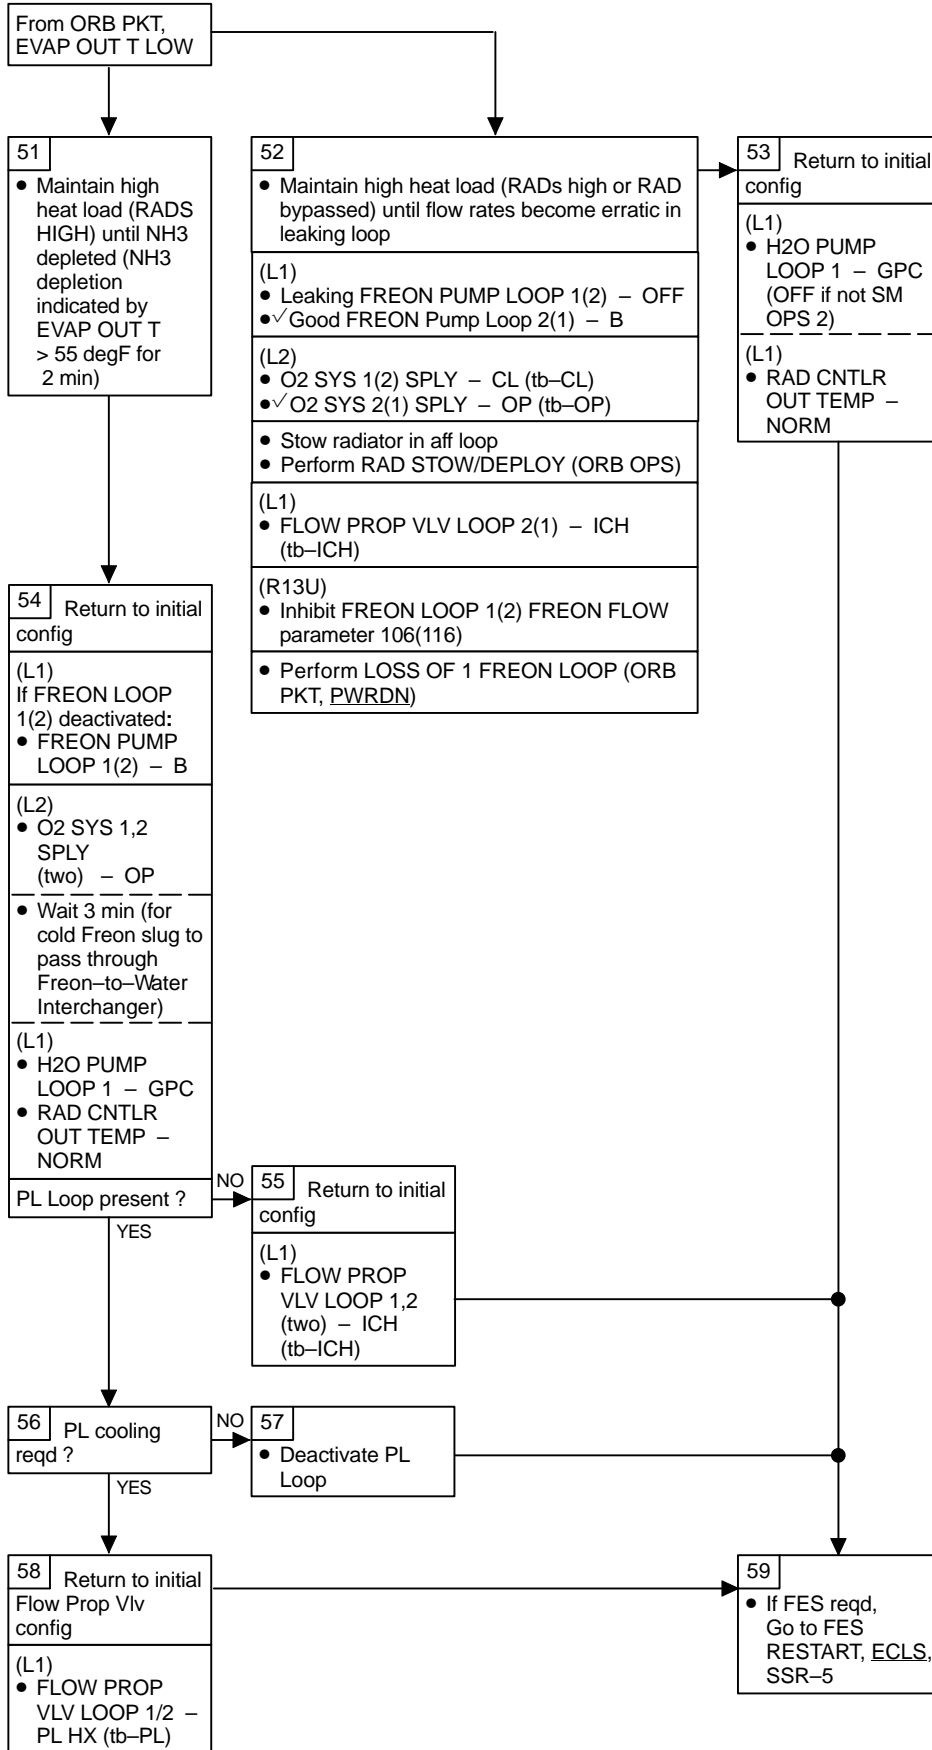 From ORB PKT,
EVAP OUT T LOW
51
• Maintain high
heat load (RADS
HIGH) until NH3
depleted (NH3
depletion
indicated by
EVAP OUT T
> 55 degF for
2 min)
52
• Maintain high heat load (RADs high or RAD
bypassed) until flow rates become erratic in
leaking loop
(L1)
• Leaking FREON PUMP LOOP 1(2) – OFF
•√Good FREON Pump Loop 2(1) – B
(L2)
• O2 SYS 1(2) SPLY – CL (tb–CL)
•√O2 SYS 2(1) SPLY – OP (tb–OP)
• Stow radiator in aff loop
• Perform RAD STOW/DEPLOY (ORB OPS)
(L1)
• FLOW PROP VLV LOOP 2(1) – ICH
(tb–ICH)
(R13U)
• Inhibit FREON LOOP 1(2) FREON FLOW
parameter 106(116)
• Perform LOSS OF 1 FREON LOOP (ORB
PKT, PWRDN)
53 Return to initial
config
(L1)
• H2O PUMP
LOOP 1 – GPC
(OFF if not SM
OPS 2)
(L1)
• RAD CNTLR
OUT TEMP –
NORM
54 Return to initial
config
(L1)
If FREON LOOP
1(2) deactivated:
• FREON PUMP
LOOP 1(2) – B
(L2)
• O2 SYS 1,2
SPLY
(two) – OP
• Wait 3 min (for
cold Freon slug to
pass through
Freon–to–Water
Interchanger)
(L1)
• H2O PUMP
LOOP 1 – GPC
• RAD CNTLR
OUT TEMP –
NORM
PL Loop present ?
NO
YES
55 Return to initial
config
(L1)
• FLOW PROP
VLV LOOP 1,2
(two) – ICH
(tb–ICH)
56 PL cooling
reqd ?
NO
YES
57
• Deactivate PL
Loop
58 Return to initial
Flow Prop Vlv
config
(L1)
• FLOW PROP
VLV LOOP 1/2 –
PL HX (tb–PL)
59
• If FES reqd,
Go to FES
RESTART, ECLS,
SSR–5